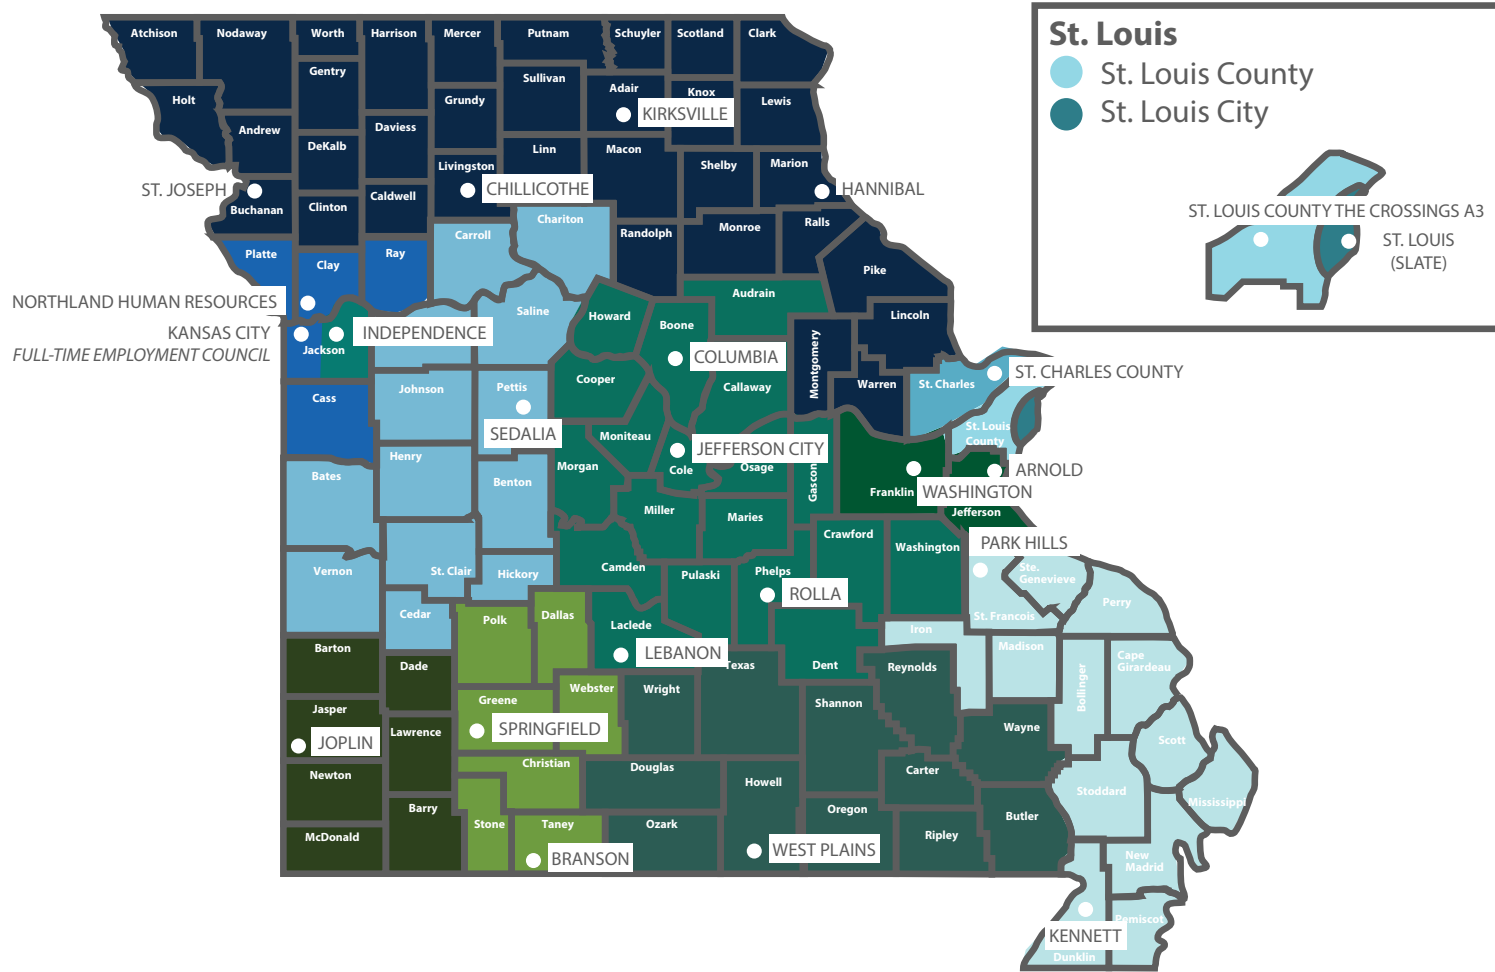 Atchison
Nodaway
Worth
Harrison
Mercer
Putnam
Schuyler
Scotland
Clark
Gentry
Sullivan
Adair
Knox
Lewis
Holt
Grundy
KIRKSVILLE
Andrew
Daviess
DeKalb
Linn
Macon
Livingston
Shelby
Marion
ST. JOSEPH
CHILLICOTHE
HANNIBAL
Buchanan
Clinton
Caldwell
Chariton
Carroll
Randolph
Monroe
Ralls
Platte
Clay
Ray
Pike
Audrain
NORTHLAND HUMAN RESOURCES
Saline
Howard
Boone
Lincoln
KANSAS CITY
FULL-TIME EMPLOYMENT COUNCIL
INDEPENDENCE
Jackson
COLUMBIA
Montgomery
Warren
St. Charles
ST. CHARLES COUNTY
Cass
Johnson
Pettis
Cooper
Callaway
SEDALIA
Moniteau
JEFFERSON CITY
St. Louis
County
Henry
Morgan
Cole
Osage
Gascon
Bates
Benton
Franklin
WASHINGTON
ARNOLD
Jefferson
Miller
Maries
Crawford
Washington
PARK HILLS
Vernon
St. Clair
Hickory
Camden
Pulaski
Phelps
ROLLA
Ste.
Genevieve
Perry
Cedar
Polk
Dallas
Laclede
LEBANON
St. Francois
Iron
Madison
Barton
Dade
Texas
Dent
Reynolds
Bollinger
Cape
Girardeau
Jasper
Greene
Webster
Wright
Shannon
Wayne
Scott
JOPLIN
Lawrence
SPRINGFIELD
Newton
Christian
Douglas
Howell
Carter
Stoddard
Mississippi
McDonald
Barry
Stone
Taney
Ozark
Oregon
Ripley
Butler
BRANSON
WEST PLAINS
New
Madrid
Pemiscot
KENNETT
Dunklin
St. Louis
St. Louis County
St. Louis City
ST. LOUIS COUNTY THE CROSSINGS A3
ST. LOUIS
(SLATE)